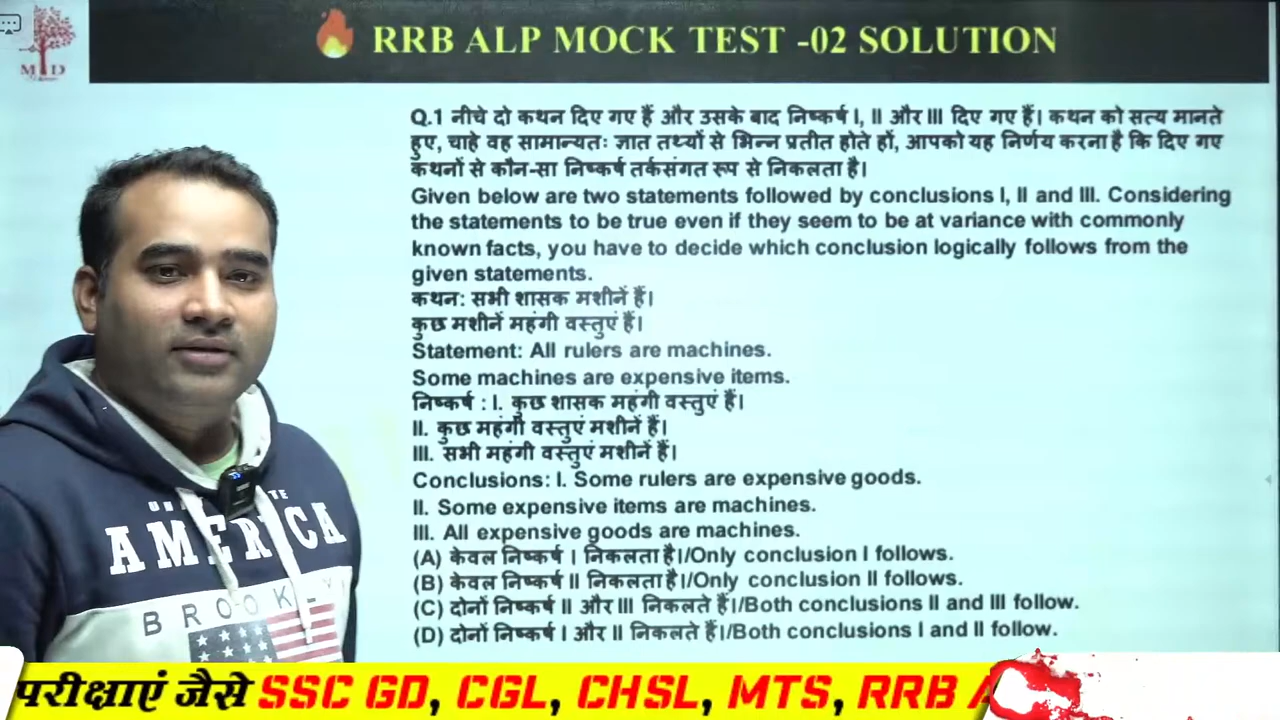 RRB ALP MOCK TEST -02 SOLUTION
Q.1 नीचे दो कथन दिए गए हैं और उसके बाद निष्कर्ष I, II और III दिए गए हैं। कथन को सत्य मानते
हुए, चाहे वह सामान्यतः ज्ञात तथ्यों से भिन्न प्रतीत होते हों, आपको यह निर्णय करना है कि दिए गए
कथनों से कौन-सा निष्कर्ष तर्कसंगत रूप से निकलता है।
Given below are two statements followed by conclusions I, II and III. Considering
the statements to be true even if they seem to be at variance with commonly
known facts, you have to decide which conclusion logically follows from the
given statements.
कथन: सभी शासक मशीनें हैं।
कुछ मशीनें महंगी वस्तुएं हैं।
Statement: All rulers are machines.
Some machines are expensive items.
निष्कर्ष : I. कुछ शासक महंगी वस्तुएं हैं।
II. कुछ महंगी वस्तुएं मशीनें हैं।
III. सभी महंगी वस्तुएं मशीनें हैं।
Conclusions: I. Some rulers are expensive goods.
II. Some expensive items are machines.
III. All expensive goods are machines.
(A) केवल निष्कर्ष I निकलता है।/Only conclusion I follows.
(B) केवल निष्कर्ष II निकलता है।/Only conclusion II follows.
(C) दोनों निष्कर्ष II और III निकलते हैं।/Both conclusions II and III follow.
(D) दोनों निष्कर्ष I और II निकलते हैं।/Both conclusions I and II follow.
AMERICA
परीक्षाएं जैसे SSC GD, CGL, CHSL, MTS, RRB